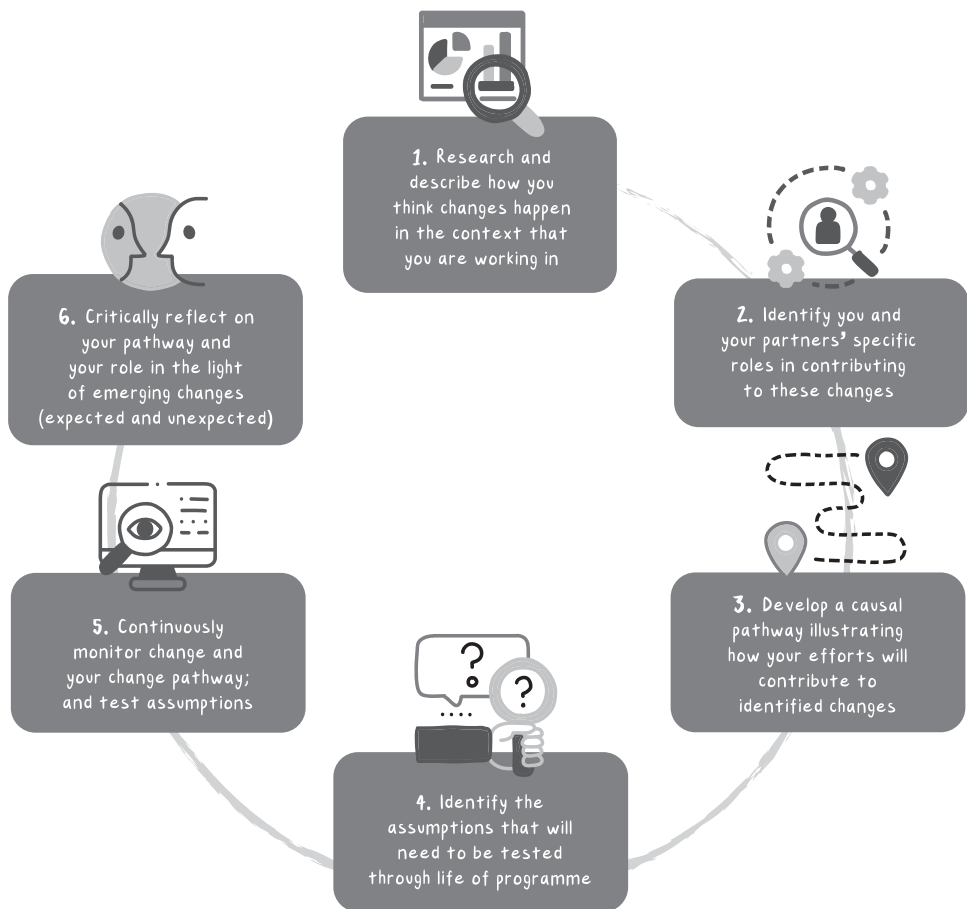 1. Research and
describe how you
think changes happen
in the context that
you are working in
2. Identify you and
your partners’ specific
roles in contributing
to these changes
3. Develop a causal
pathway illustrating
how your efforts will
contribute to
identified changes
4. Identify the
assumptions that will
need to be tested
through life of programme
5. Continuously
monitor change and
your change pathway;
and test assumptions
6. Critically reflect on
your pathway and
your role in the light
of emerging changes
(expected and unexpected)
?
?